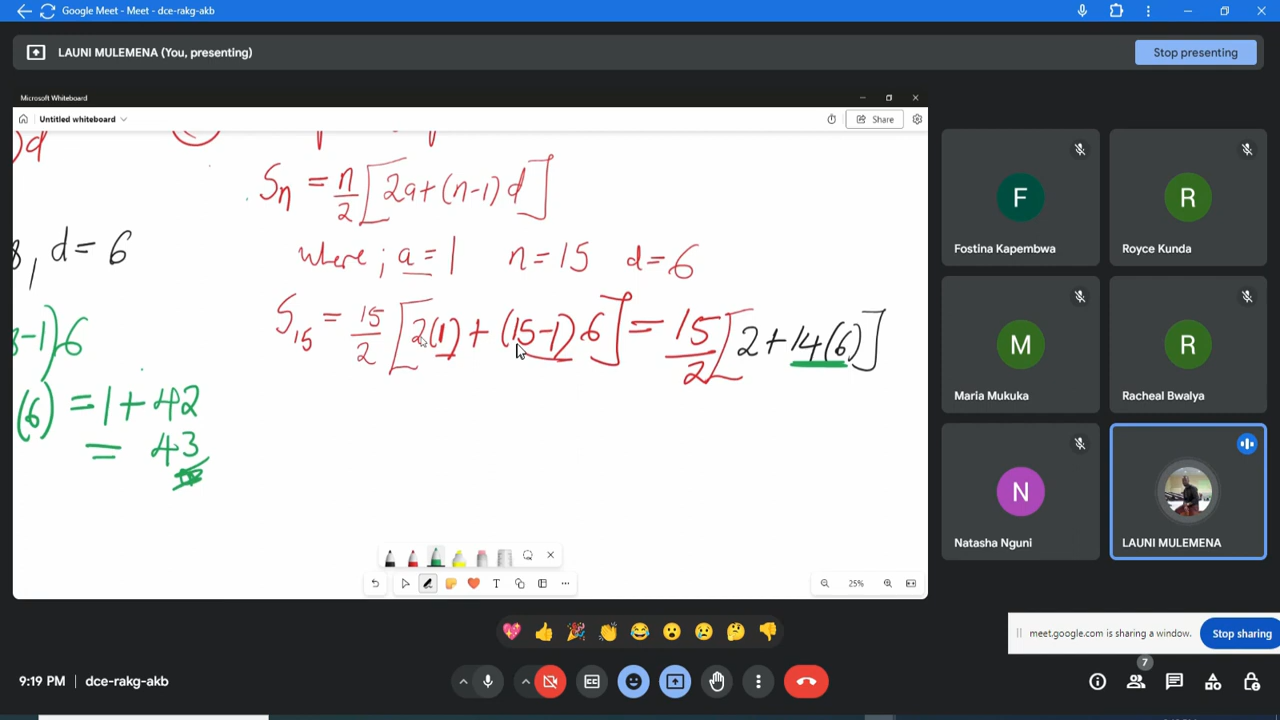 Google Meet - Meet - dce-rakg-akb
LAUNI MULEMENA (You, presenting)
Stop presenting
Microsoft Whiteboard
Untitled whiteboard
Share
)d
Sn = n/2 [2a+(n-1)d]
8, d= 6
where ; a = 1 n = 15 d = 6
S15 = 15/2 [2(1) + (15-1) 6] = 15/2 [2 + 14(6)]
8-1)6
(6) = 1 + 42
= 43
25%
F
Fostina Kapembwa
R
Royce Kunda
M
Maria Mukuka
R
Racheal Bwalya
N
Natasha Nguni
LAUNI MULEMENA
meet.google.com is sharing a window.
Stop sharing
9:19 PM | dce-rakg-akb
7